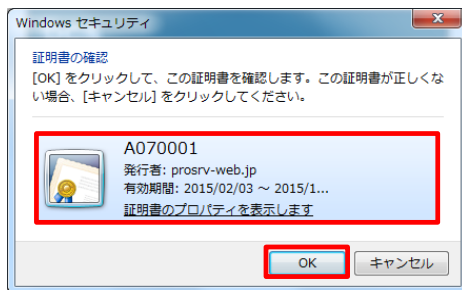 Windows セキュリティ
証明書の確認
[OK] をクリックして、この証明書を確認します。この証明書が正しくな
い場合、[キャンセル] をクリックしてください。
A070001
発行者: prosrv-web.jp
有効期間: 2015/02/03 ～ 2015/1...
証明書のプロパティを表示します
OK
キャンセル